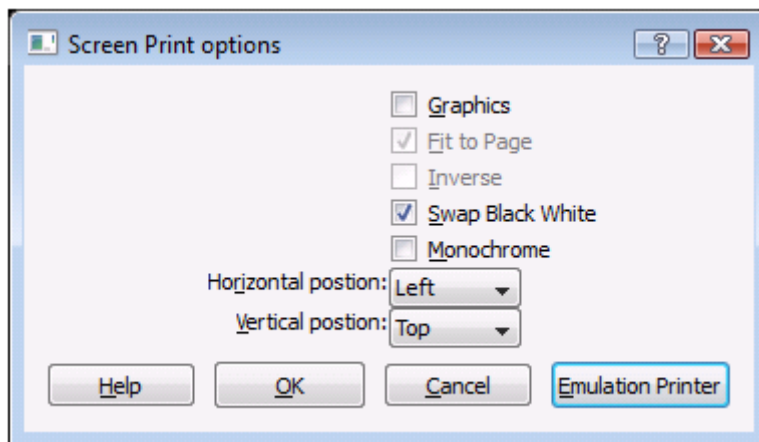 Screen Print options
Graphics
Fit to Page
Inverse
Swap Black White
Monochrome
Horizontal postion: Left
Vertical postion: Top
Help OK Cancel Emulation Printer